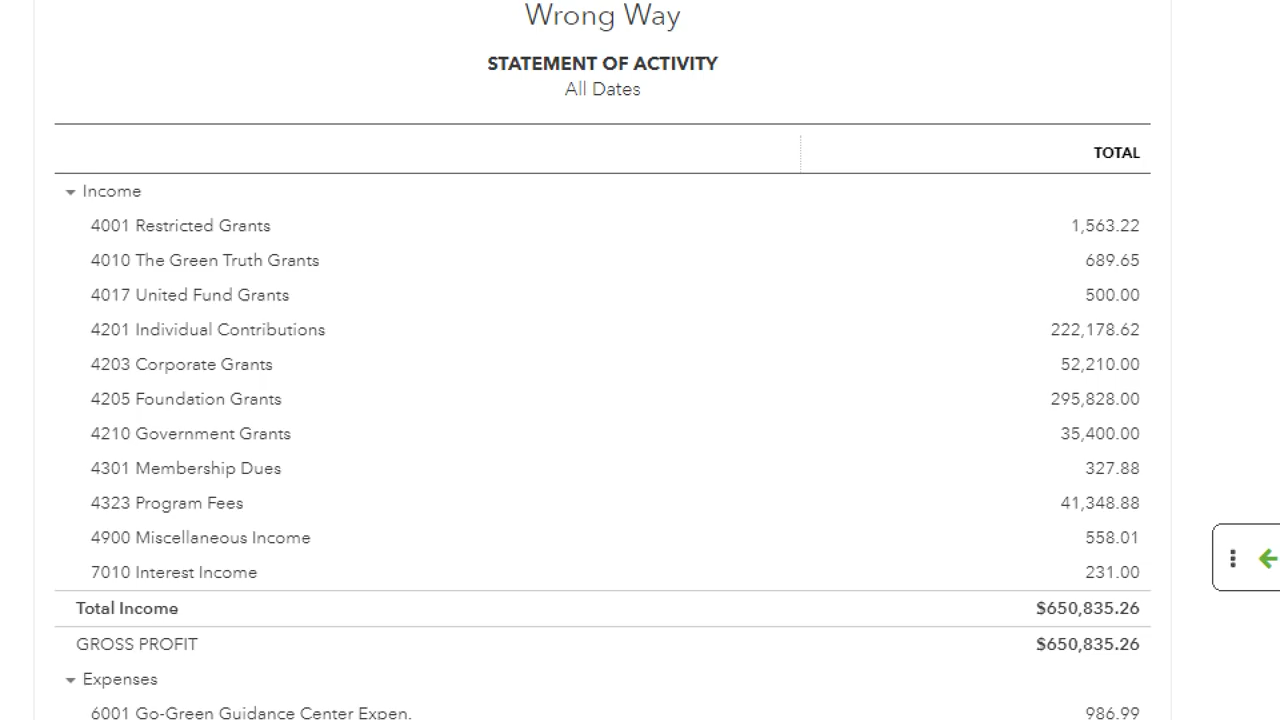 Wrong Way
STATEMENT OF ACTIVITY
All Dates
TOTAL
Income
4001 Restricted Grants 1,563.22
4010 The Green Truth Grants 689.65
4017 United Fund Grants 500.00
4201 Individual Contributions 222,178.62
4203 Corporate Grants 52,210.00
4205 Foundation Grants 295,828.00
4210 Government Grants 35,400.00
4301 Membership Dues 327.88
4323 Program Fees 41,348.88
4900 Miscellaneous Income 558.01
7010 Interest Income 231.00
Total Income $650,835.26
GROSS PROFIT $650,835.26
Expenses
6001 Go-Green Guidance Center Expen. 986.99